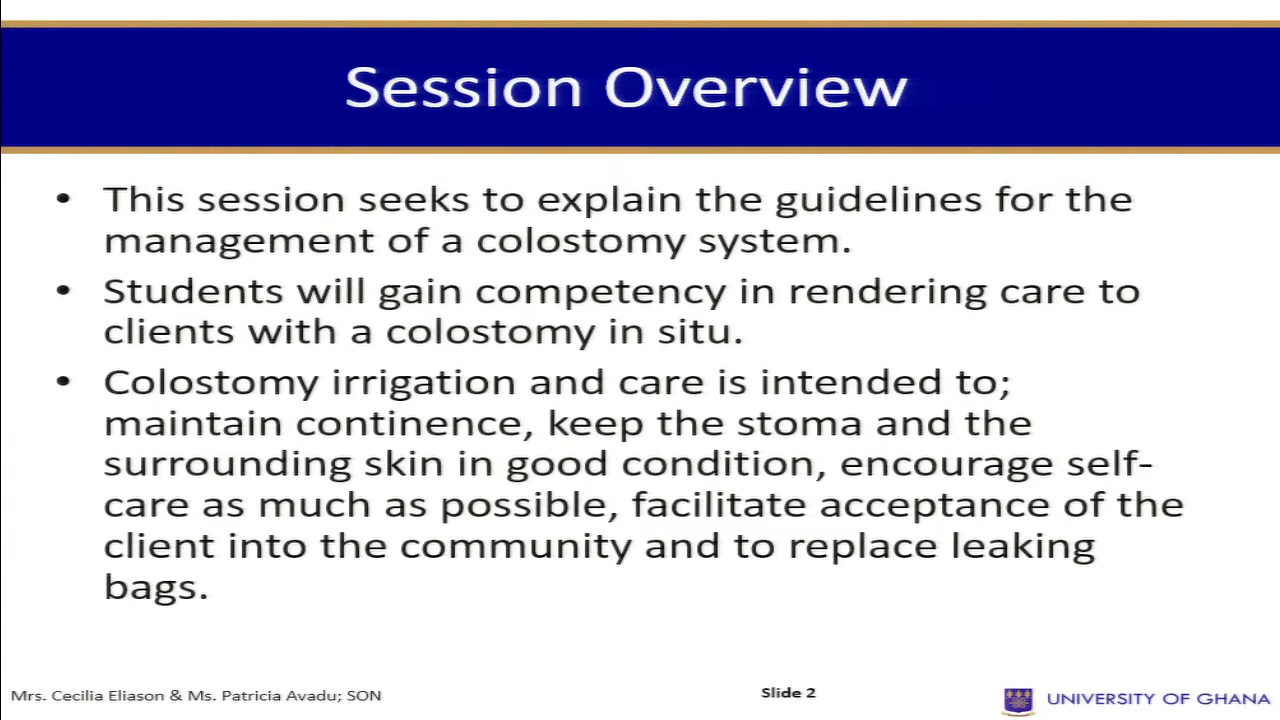 Session Overview
• This session seeks to explain the guidelines for the
management of a colostomy system.
• Students will gain competency in rendering care to
clients with a colostomy in situ.
• Colostomy irrigation and care is intended to;
maintain continence, keep the stoma and the
surrounding skin in good condition, encourage self-
care as much as possible, facilitate acceptance of the
client into the community and to replace leaking
bags.
Mrs. Cecilia Eliason & Ms. Patricia Avadu; SON
Slide 2
UNIVERSITY OF GHANA